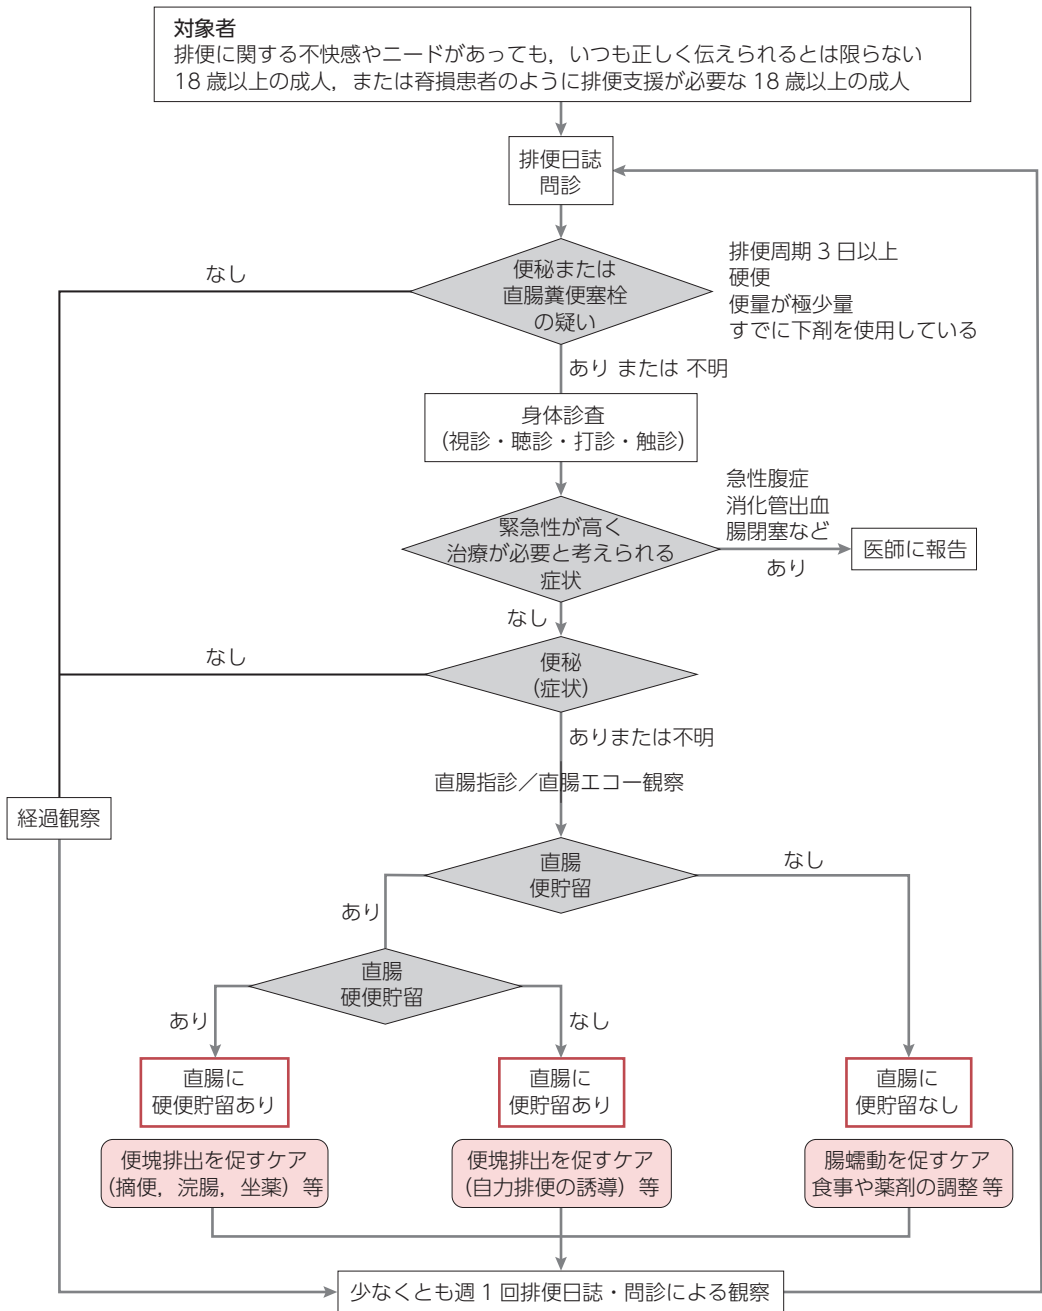 対象者
排便に関する不快感やニードがあっても，いつも正しく伝えられるとは限らない
18 歳以上の成人，または脊損患者のように排便支援が必要な 18 歳以上の成人
排便日誌
問診
なし
便秘または
直腸糞便塞栓
の疑い
排便周期 3 日以上
硬便
便量が極少量
すでに下剤を使用している
あり または 不明
身体診査
（視診・聴診・打診・触診）
急性腹症
消化管出血
腸閉塞など
緊急性が高く
治療が必要と考えられる
症状
あり
医師に報告
なし
なし
便秘
（症状）
ありまたは不明
直腸指診／直腸エコー観察
経過観察
直腸
便貯留
なし
あり
直腸
硬便貯留
あり
なし
直腸に
硬便貯留あり
直腸に
便貯留あり
直腸に
便貯留なし
便塊排出を促すケア
（摘便，浣腸，坐薬）等
便塊排出を促すケア
（自力排便の誘導）等
腸蠕動を促すケア
食事や薬剤の調整 等
少なくとも週 1 回排便日誌・問診による観察